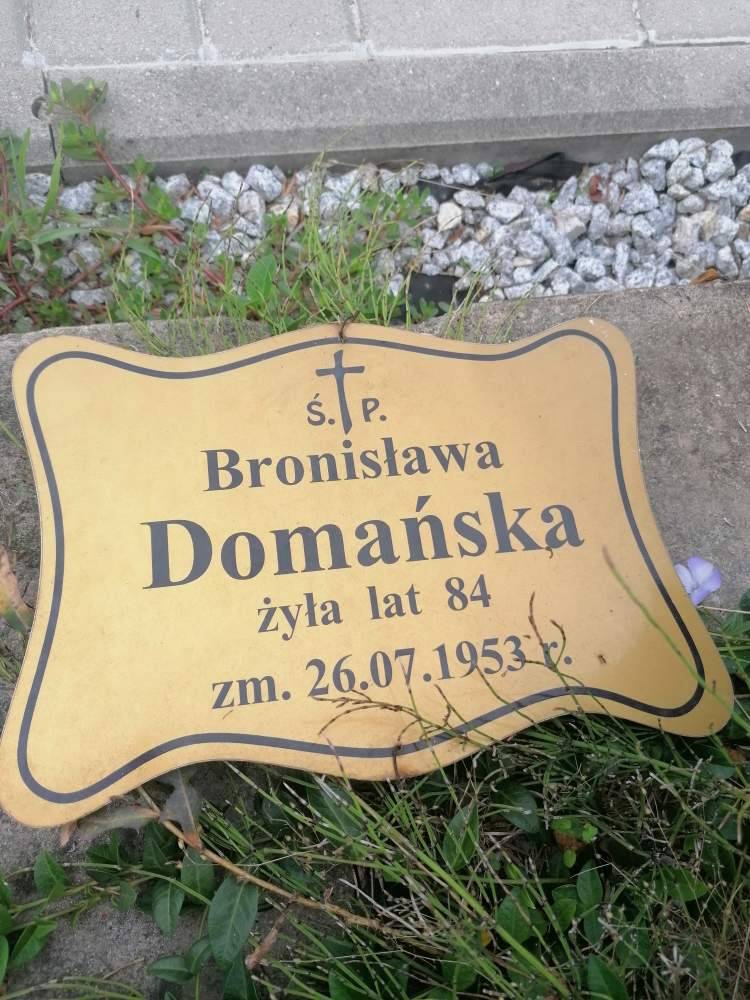 Ś. P.
Bronisława
Domańska
żyła lat 84
zm. 26.07.1953 r.